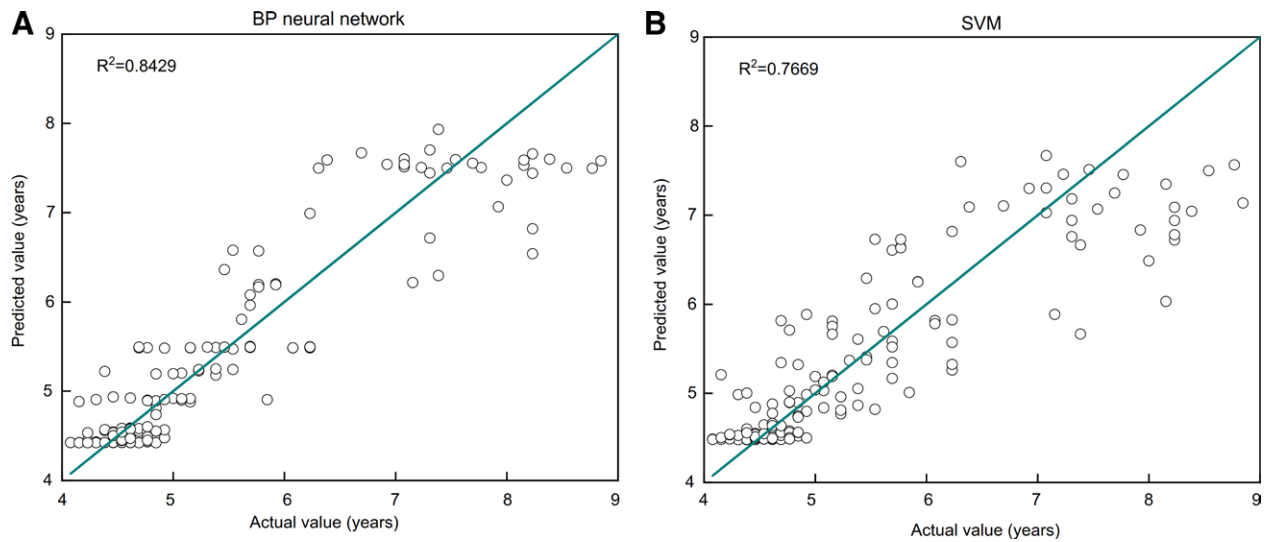 A
BP neural network
R²=0.8429
9
8
7
6
5
4
Predicted value (years)
4 5 6 7 8 9
Actual value (years)
B
SVM
R²=0.7669
9
8
7
6
5
4
Predicted value (years)
4 5 6 7 8 9
Actual value (years)